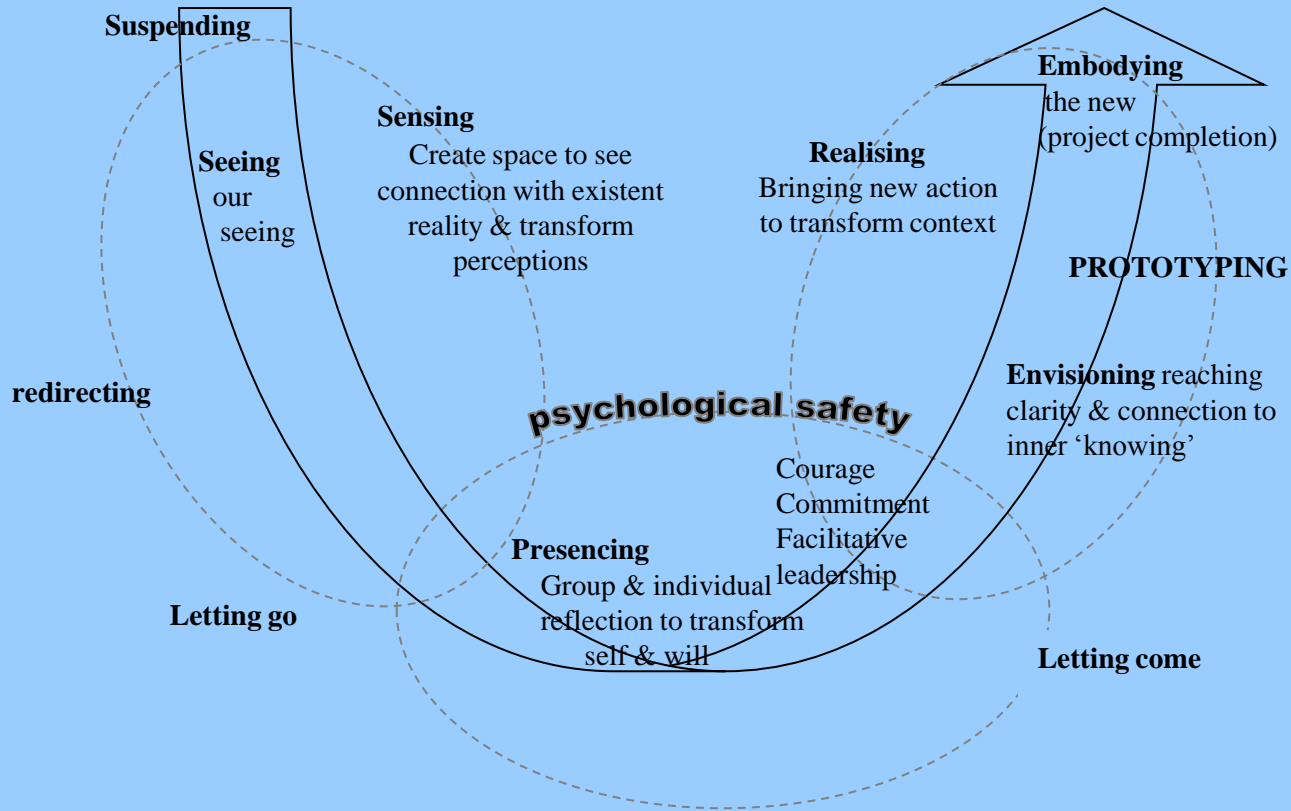 Suspending
Seeing
our
seeing
Sensing
Create space to see
connection with existent
reality & transform
perceptions
redirecting
Letting go
psychological safety
Presencing
Group & individual
reflection to transform
self & will
Courage
Commitment
Facilitative
leadership
Realising
Bringing new action
to transform context
Embodying
the new
(project completion)
PROTOTYPING
Envisioning reaching
clarity & connection to
inner ‘knowing’
Letting come